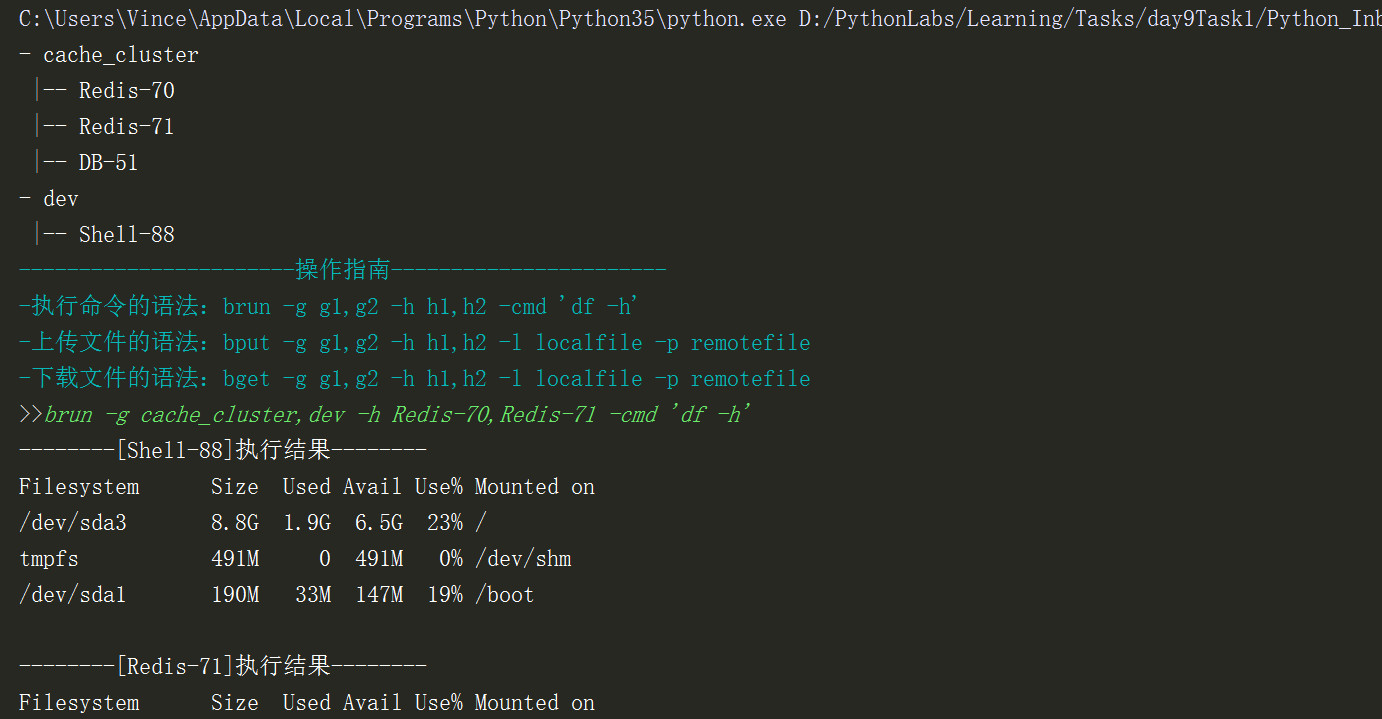 C:\Users\Vince\AppData\Local\Programs\Python\Python35\python.exe D:/PythonLabs/Learning/Tasks/day9Task1/Python_Inb
- cache_cluster
|-- Redis-70
|-- Redis-71
|-- DB-51
- dev
|-- Shell-88
-----------------------操作指南-----------------------
-执行命令的语法：brun -g g1,g2 -h h1,h2 -cmd 'df -h'
-上传文件的语法：bput -g g1,g2 -h h1,h2 -l localfile -p remotefile
-下载文件的语法：bget -g g1,g2 -h h1,h2 -l localfile -p remotefile
>>brun -g cache_cluster,dev -h Redis-70,Redis-71 -cmd 'df -h'
--------[Shell-88]执行结果--------
Filesystem      Size  Used Avail Use% Mounted on
/dev/sda3       8.8G  1.9G  6.5G  23% /
tmpfs           491M     0  491M   0% /dev/shm
/dev/sda1       190M   33M  147M  19% /boot
--------[Redis-71]执行结果--------
Filesystem      Size  Used Avail Use% Mounted on